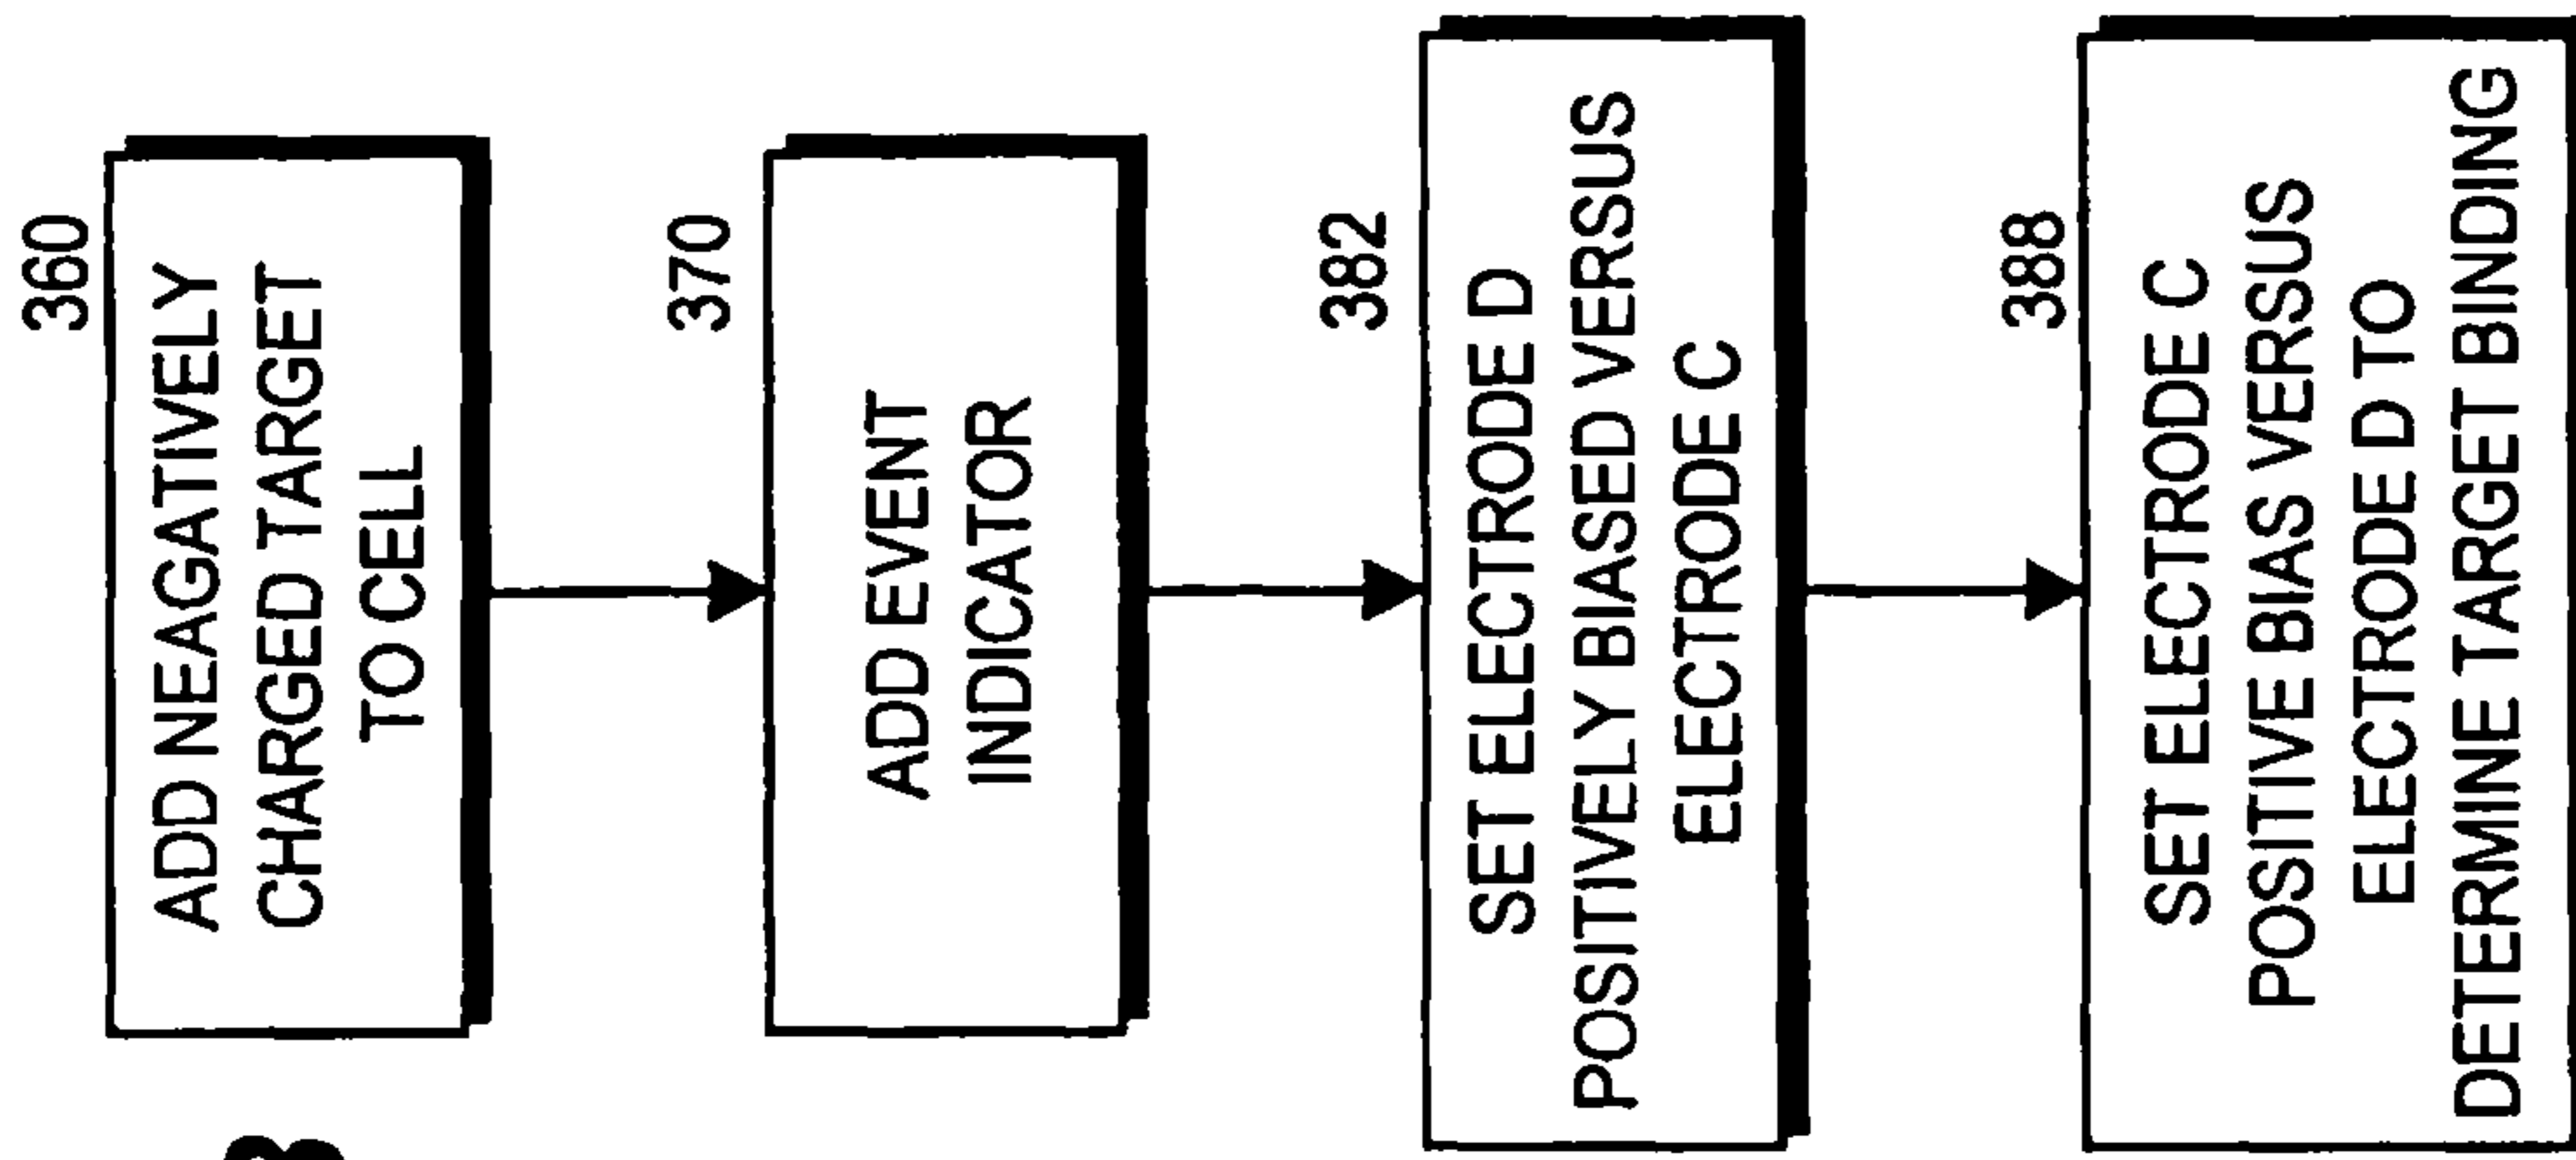 360
ADD NEAGATIVELY
CHARGED TARGET
TO CELL
370
ADD EVENT
INDICATOR
382
SET ELECTRODE D
POSITIVELY BIASED VERSUS
ELECTRODE C
388
SET ELECTRODE C
POSITIVE BIAS VERSUS
ELECTRODE D TO
DETERMINE TARGET BINDING